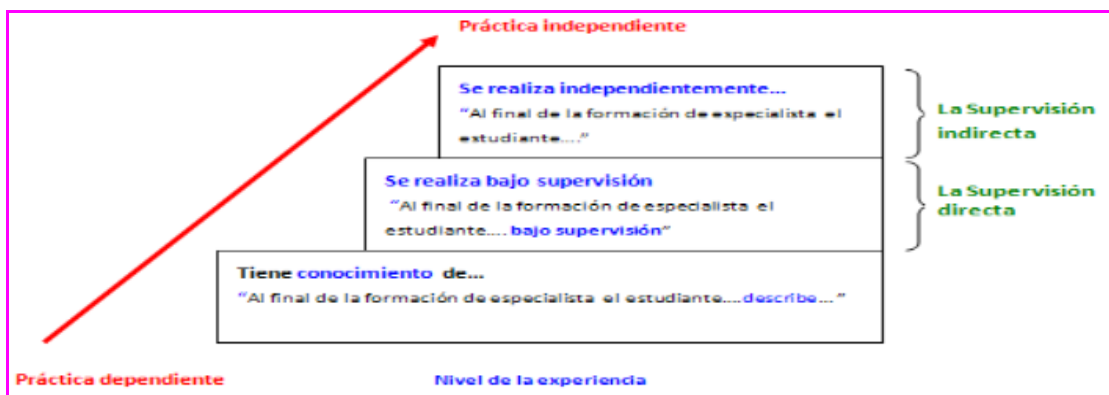 Práctica independiente
Se realiza independientemente...
“Al final de la formación de especialista el
estudiante....”
La Supervisión
indirecta
Se realiza bajo supervisión
“Al final de la formación de especialista el
estudiante.... bajo supervisión”
La Supervisión
directa
Tiene conocimiento de...
“Al final de la formación de especialista el estudiante....describe...”
Práctica dependiente
Nivel de la experiencia